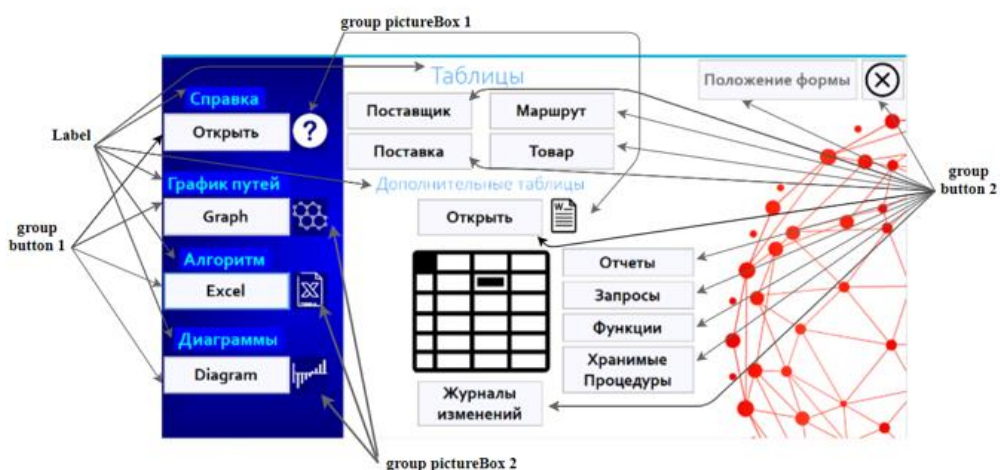 group pictureBox 1
Таблицы
Положение формы
Справка
Поставщик
Маршрут
Label
Открыть
?
Поставка
Товар
График путей
Дополнительные таблицы
group
button 2
Graph
Открыть
W
group
button 1
Алгоритм
Отчеты
Excel
X
Запросы
Функции
Диаграммы
Хранимые
Процедуры
Diagram
Журналы
изменений
group pictureBox 2